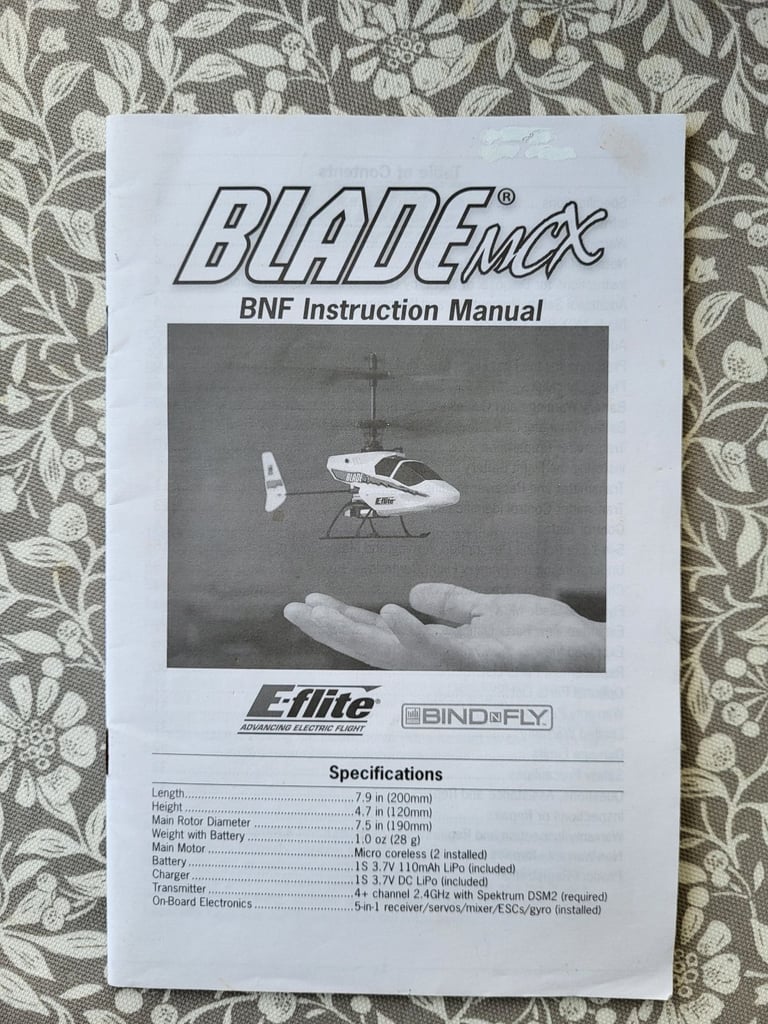 BLADE® mCX
BNF Instruction Manual
BLADE
E-flite
E-flite®
ADVANCING ELECTRIC FLIGHT
BIND N FLY™
Specifications
Length..........7.9 in (200mm)
Height..........4.7 in (120mm)
Main Rotor Diameter..........7.5 in (190mm)
Weight with Battery..........1.0 oz (28 g)
Main Motor..........Micro coreless (2 installed)
Battery..........1S 3.7V 110mAh LiPo (included)
Charger..........1S 3.7V DC LiPo (included)
Transmitter..........4+ channel 2.4GHz with Spektrum DSM2 (required)
On-Board Electronics..........5-in-1 receiver/servos/mixer/ESCs/gyro (installed)